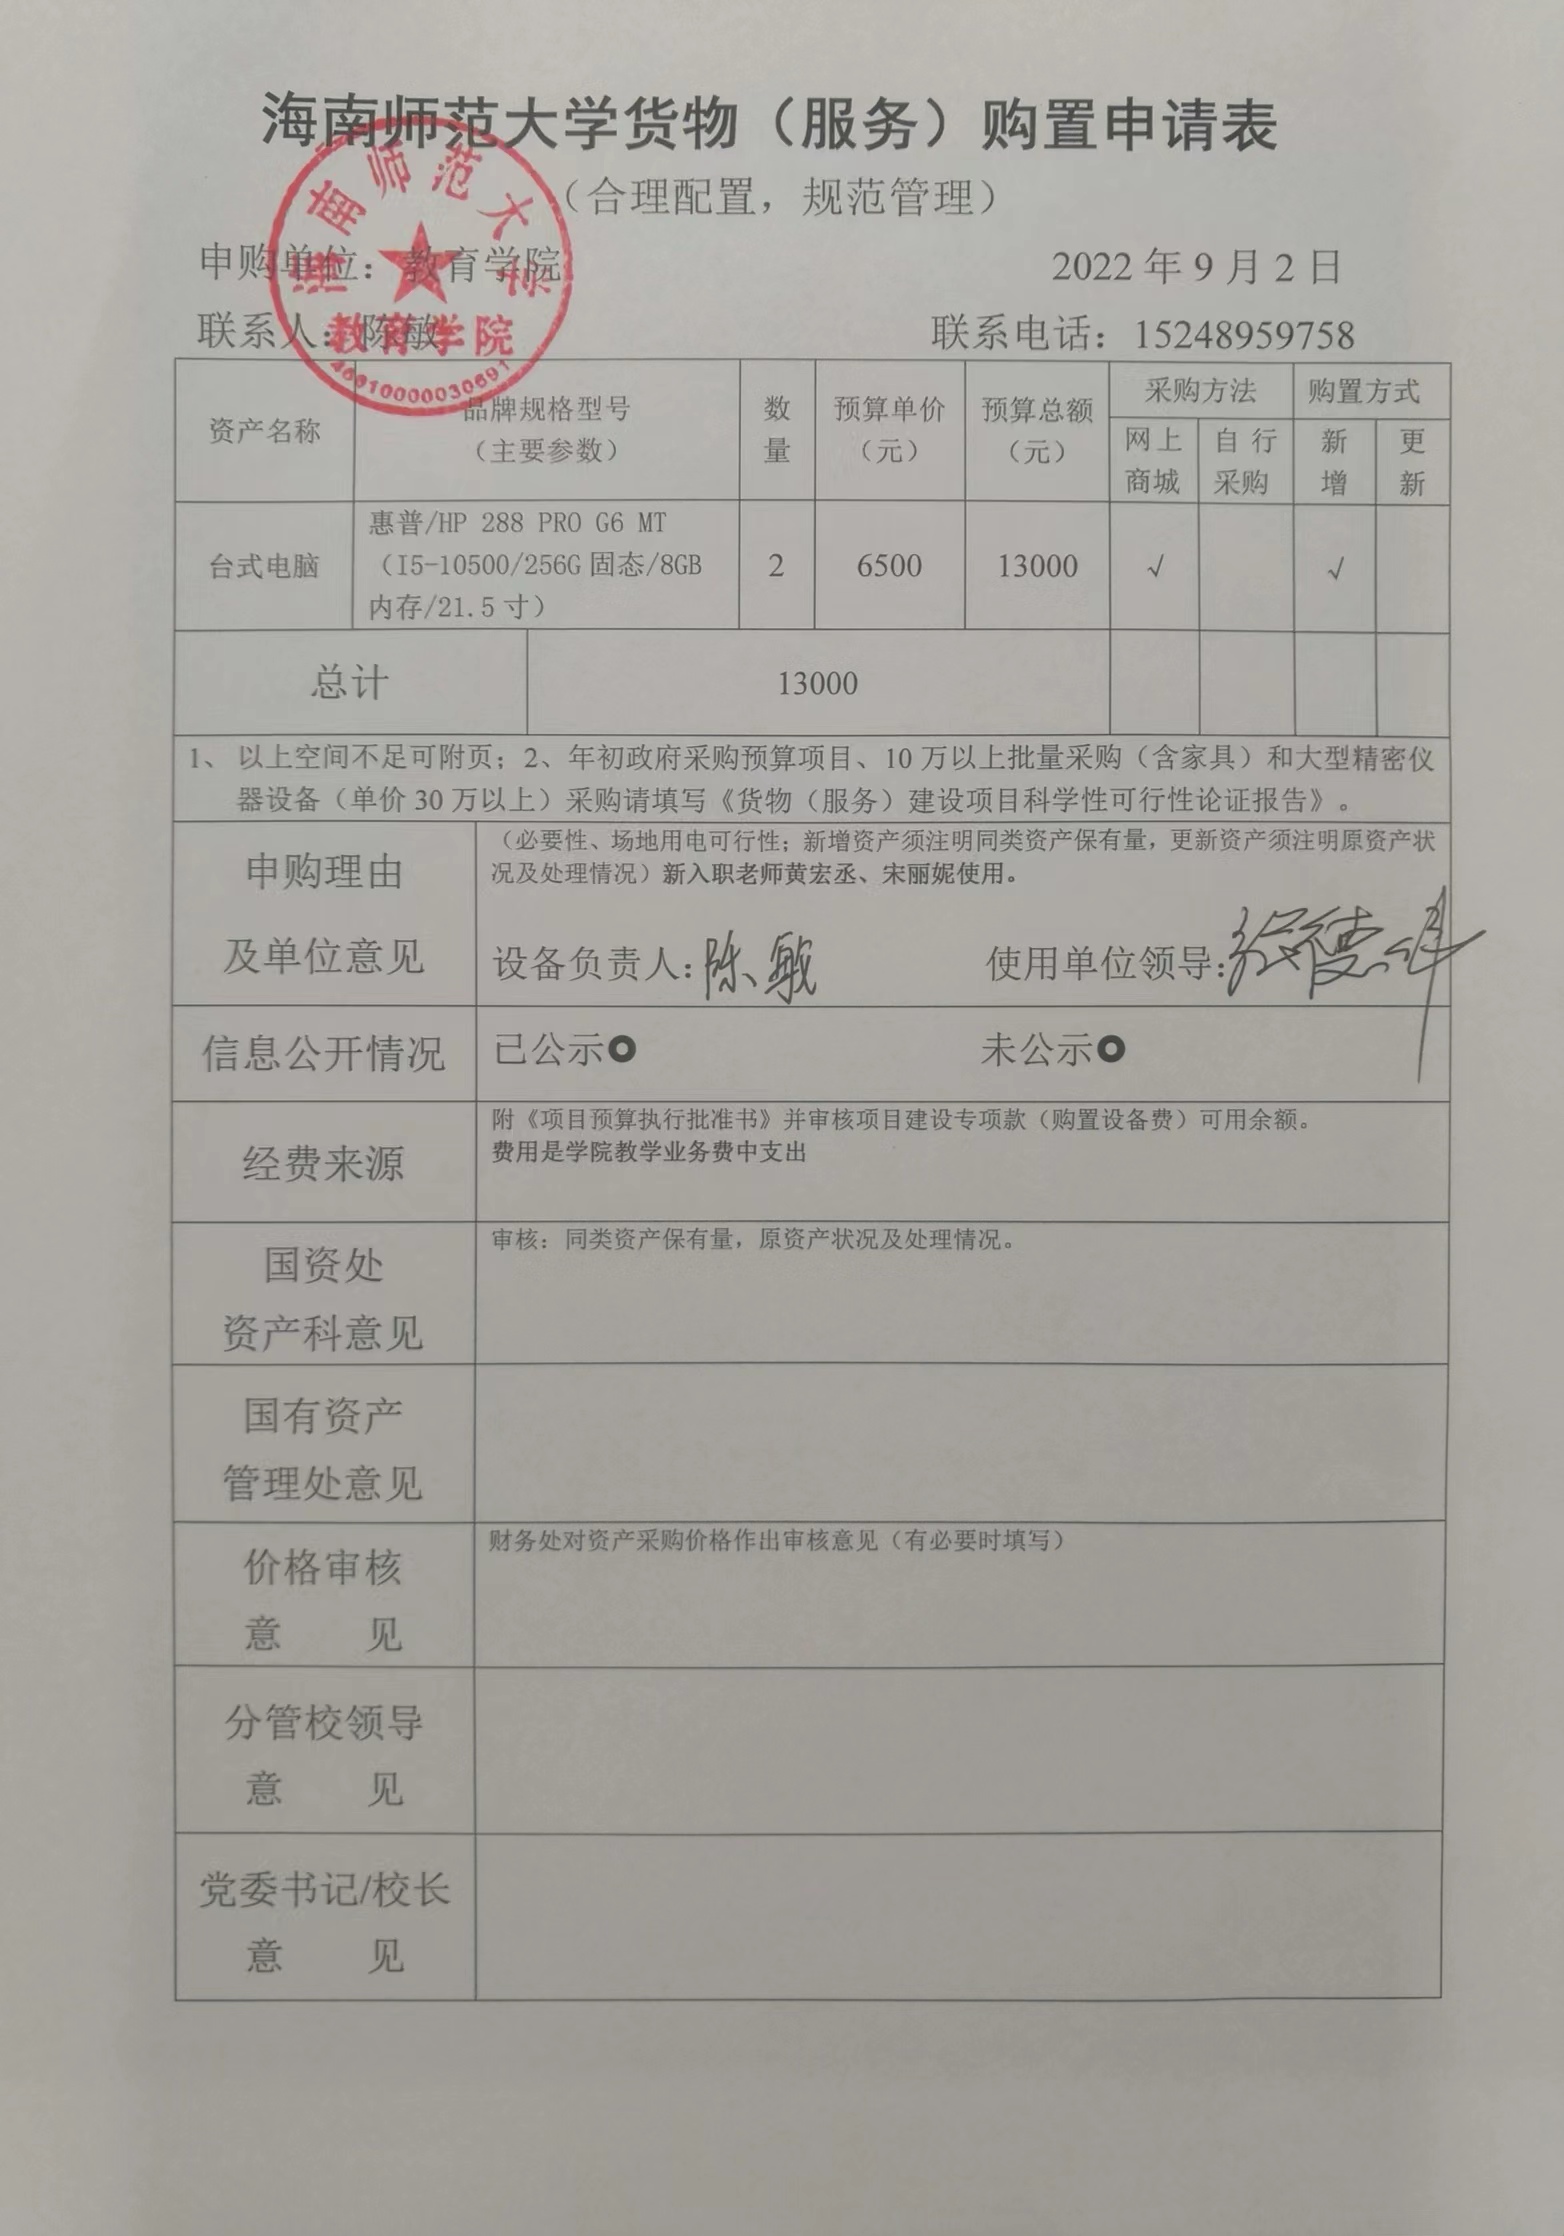 海南师范大学货物（服务）购置申请表
（合理配置，规范管理）
海南师范大学
教育学院
申购单位：教育学院
2022 年 9 月 2 日
联系人：陈敏
联系电话：15248959758
资产名称
品牌规格型号
（主要参数）
数量
预算单价
（元）
预算总额
（元）
采购方法
购置方式
网上商城
自行采购
新增
更新
台式电脑
惠普/HP 288 PRO G6 MT
（I5-10500/256G 固态/8GB
内存/21.5 寸）
2
6500
13000
√
√
总计
13000
1、 以上空间不足可附页；2、年初政府采购预算项目、10 万以上批量采购（含家具）和大型精密仪
器设备（单价 30 万以上）采购请填写《货物（服务）建设项目科学性可行性论证报告》。
申购理由
及单位意见
（必要性、场地用电可行性；新增资产须注明同类资产保有量，更新资产须注明原资产状
况及处理情况）新入职老师黄宏丞、宋丽妮使用。
设备负责人：陈敏
使用单位领导：
信息公开情况
已公示
未公示
经费来源
附《项目预算执行批准书》并审核项目建设专项款（购置设备费）可用余额。
费用是学院教学业务费中支出
国资处
资产科意见
审核：同类资产保有量，原资产状况及处理情况。
国有资产
管理处意见
价格审核
意 见
财务处对资产采购价格作出审核意见（有必要时填写）
分管校领导
意 见
党委书记/校长
意 见